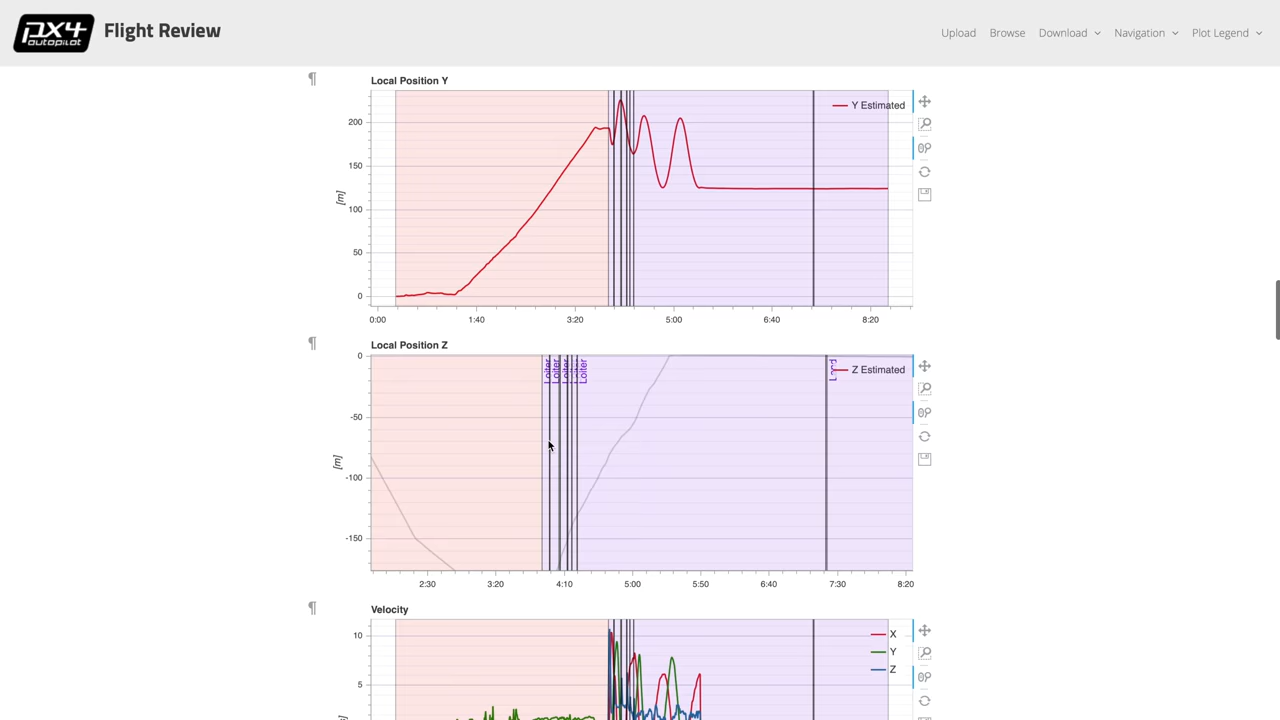 px4 autopilot Flight Review
Upload Browse Download Navigation Plot Legend
¶
Local Position Y
Y Estimated
200
150
100
50
0
[m]
0:00 1:40 3:20 5:00 6:40 8:20
¶
Local Position Z
Loiter Loiter Loiter Loiter Loiter
Z Estimated
0
-50
-100
-150
[m]
2:30 3:20 4:10 5:00 5:50 6:40 7:30 8:20
¶
Velocity
X
Y
Z
10
5